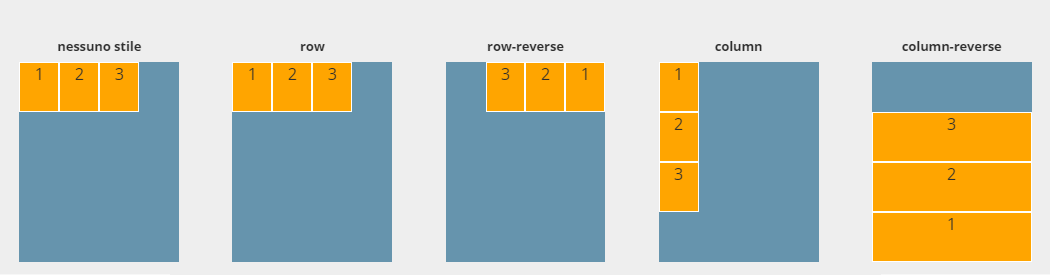 nessuno stile
1 2 3
row
1 2 3
row-reverse
3 2 1
column
1
2
3
column-reverse
3
2
1